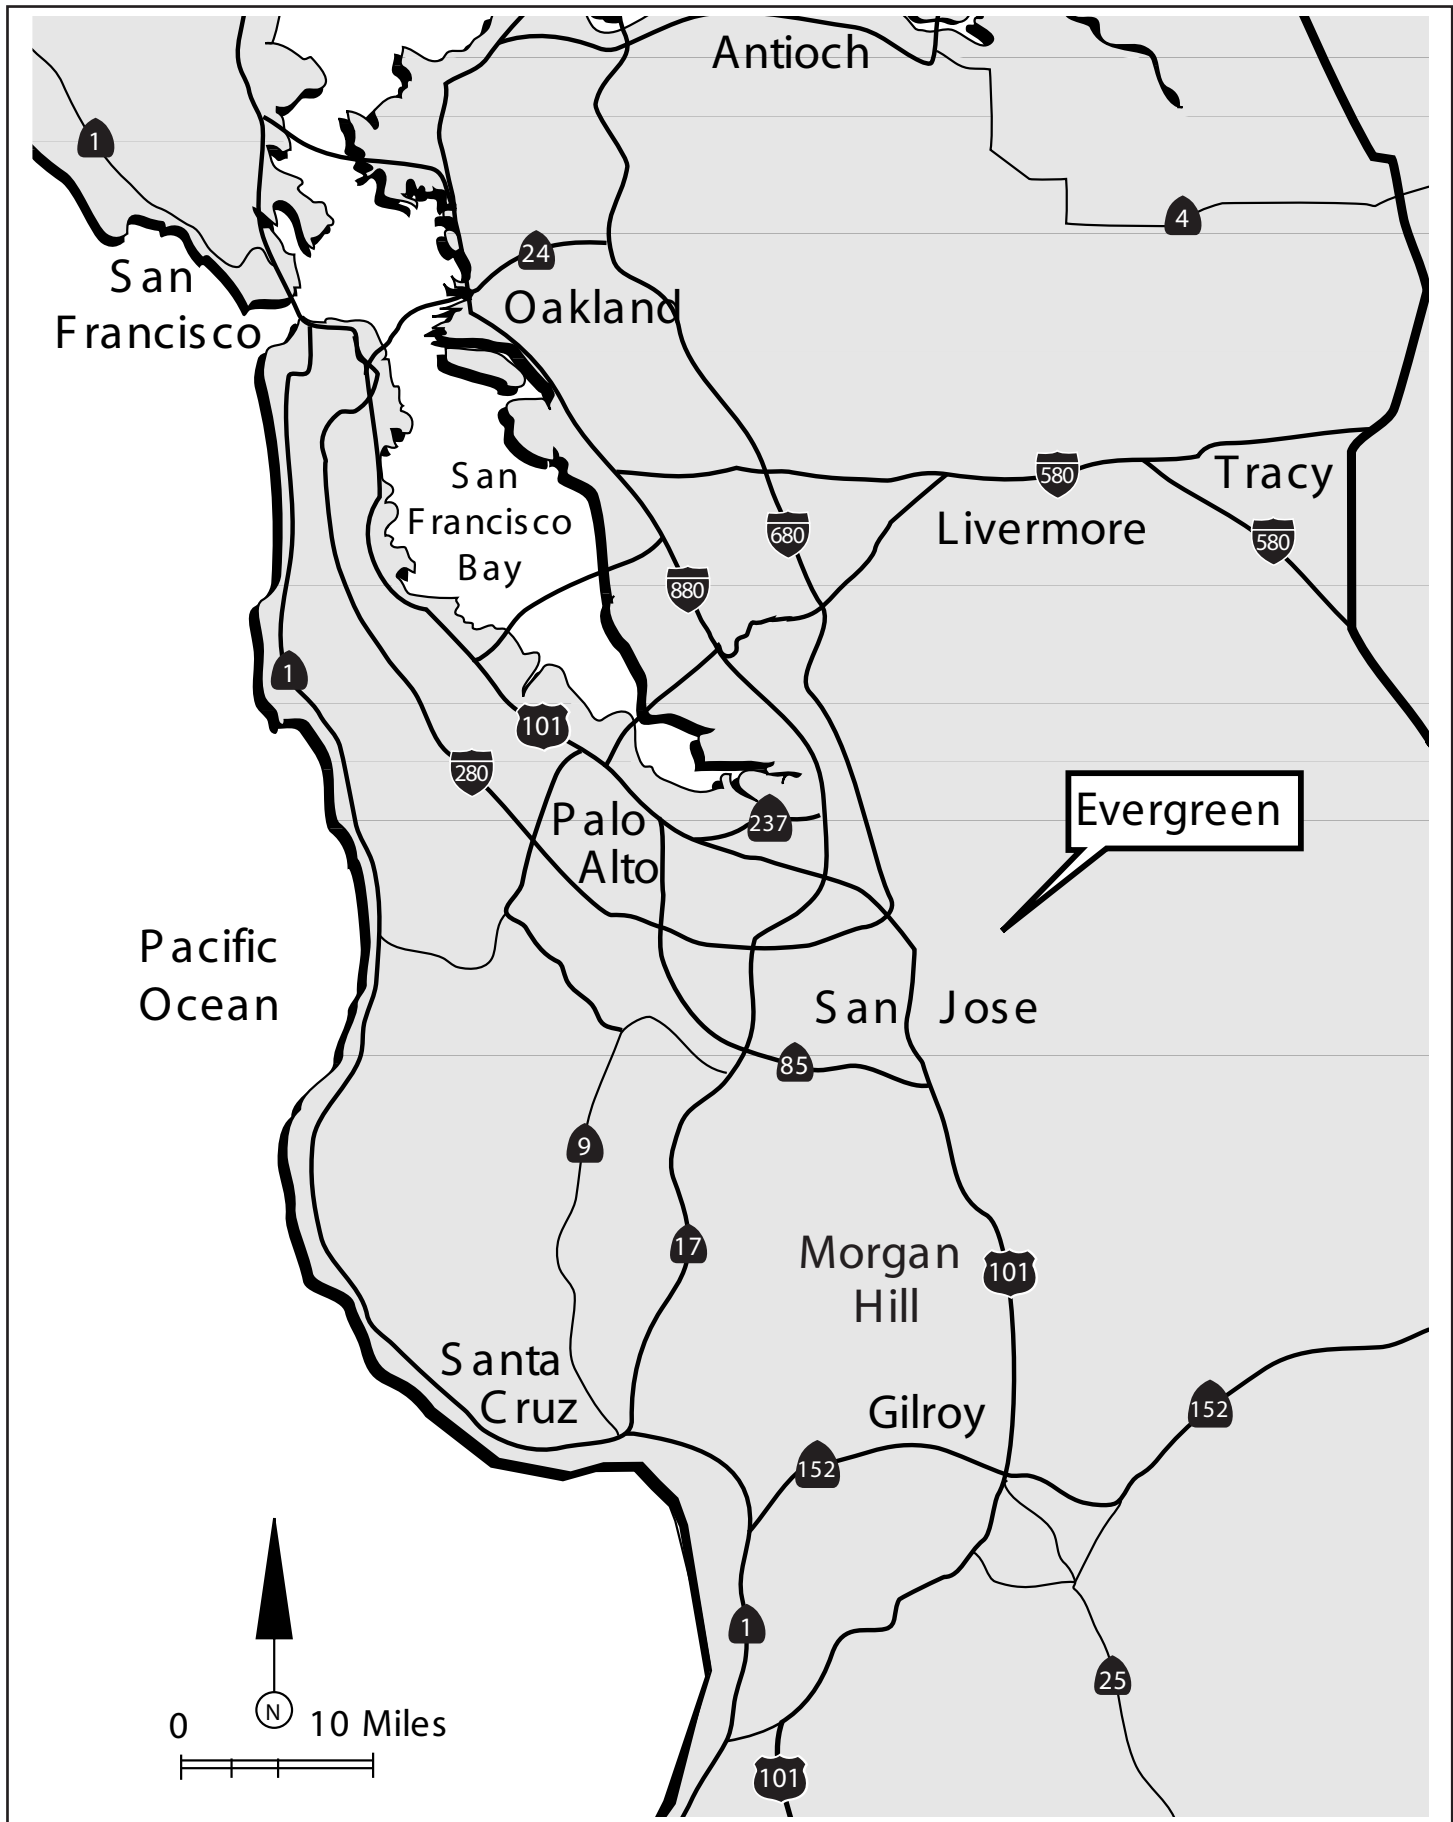 Antioch
1
4
24
San
Francisco
Oakland
San
Francisco
Bay
580
Tracy
680
Livermore
580
880
1
101
280
Evergreen
Palo
Alto
237
Pacific
Ocean
San Jose
85
9
17
Morgan
Hill
101
Santa
Cruz
Gilroy
152
152
1
25
N
0
10 Miles
101